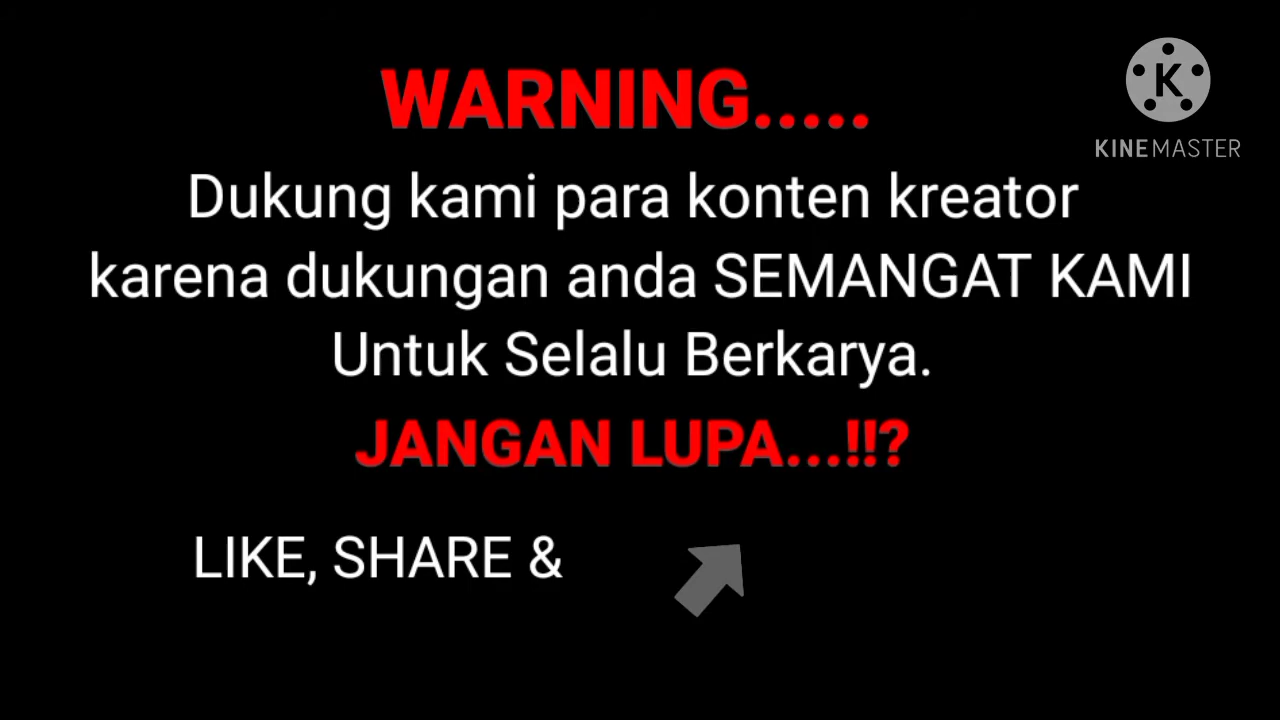 WARNING.....
K
KINEMASTER
Dukung kami para konten kreator
karena dukungan anda SEMANGAT KAMI
Untuk Selalu Berkarya.
JANGAN LUPA...!!?
LIKE, SHARE &